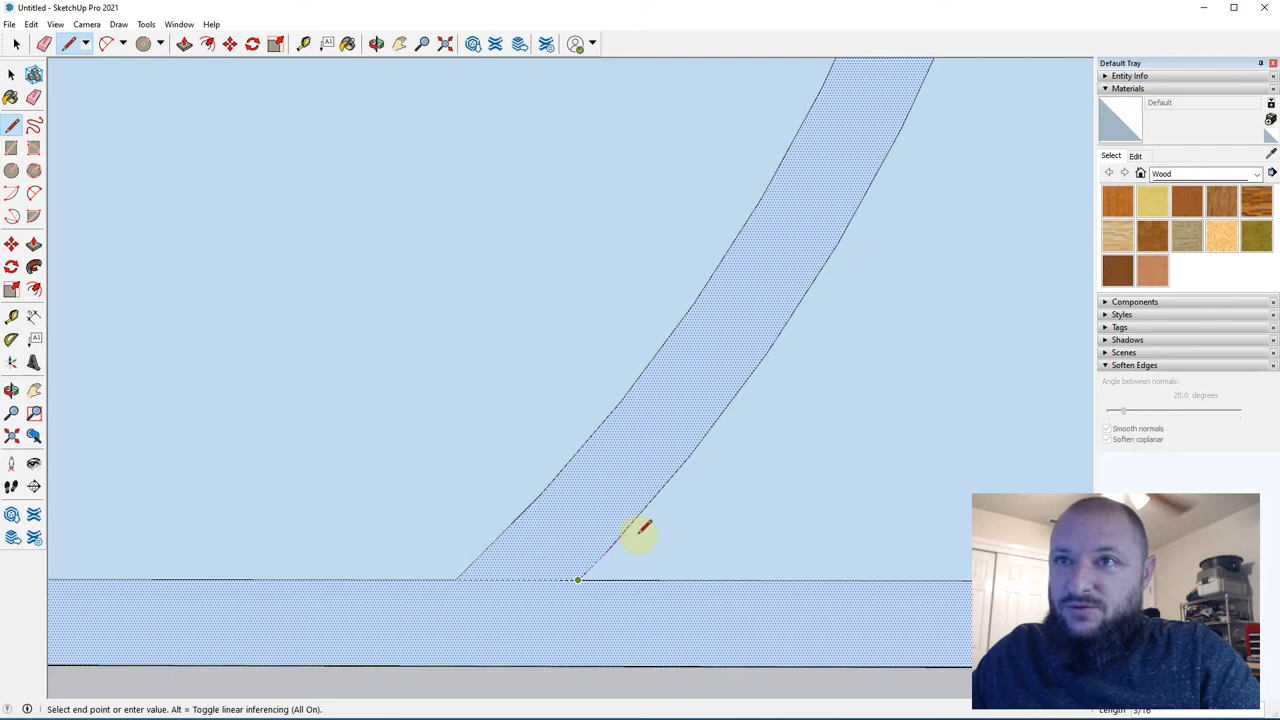 Untitled - SketchUp Pro 2021
File Edit View Camera Draw Tools Window Help
Default Tray
Entity Info
Materials
Default
Select Edit
Wood
Components
Styles
Tags
Shadows
Scenes
Soften Edges
Angle between normals:
20.0 degrees
Smooth normals
Soften coplanar
Select end point or enter value. Alt = Toggle linear inferencing (All On).